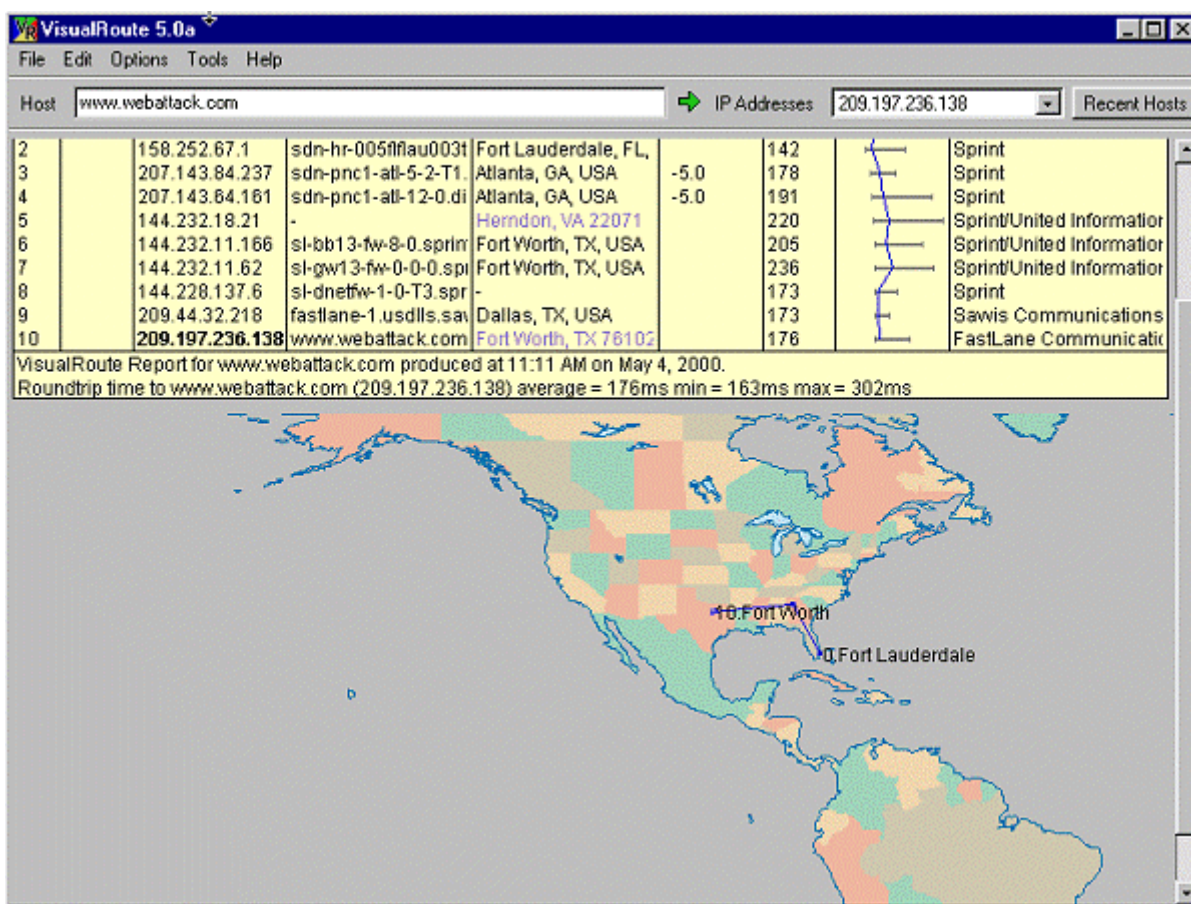 VisualRoute 5.0a
File Edit Options Tools Help
Host www.webattack.com IP Addresses 209.197.236.138 Recent Hosts
2 158.252.67.1 sdn-hr-005flflau003t Fort Lauderdale, FL, 142 Sprint
3 207.143.84.237 sdn-pnc1-atl-5-2-T1. Atlanta, GA, USA -5.0 178 Sprint
4 207.143.64.161 sdn-pnc1-atl-12-0.di Atlanta, GA, USA -5.0 191 Sprint
5 144.232.18.21 - Herndon, VA 22071 220 Sprint/United Information
6 144.232.11.166 sl-bb13-fw-8-0.sprin Fort Worth, TX, USA 205 Sprint/United Information
7 144.232.11.62 sl-gw13-fw-0-0-0.spi Fort Worth, TX, USA 236 Sprint/United Information
8 144.228.137.6 sl-dnetfw-1-0-T3.spr - 173 Sprint
9 209.44.32.218 fastlane-1.usdlls.sav Dallas, TX, USA 173 Savvis Communications
10 209.197.236.138 www.webattack.com Fort Worth, TX 76102 176 FastLane Communicatic
VisualRoute Report for www.webattack.com produced at 11:11 AM on May 4, 2000.
Roundtrip time to www.webattack.com (209.197.236.138) average = 176ms min = 163ms max = 302ms
10.Fort Worth
0.Fort Lauderdale